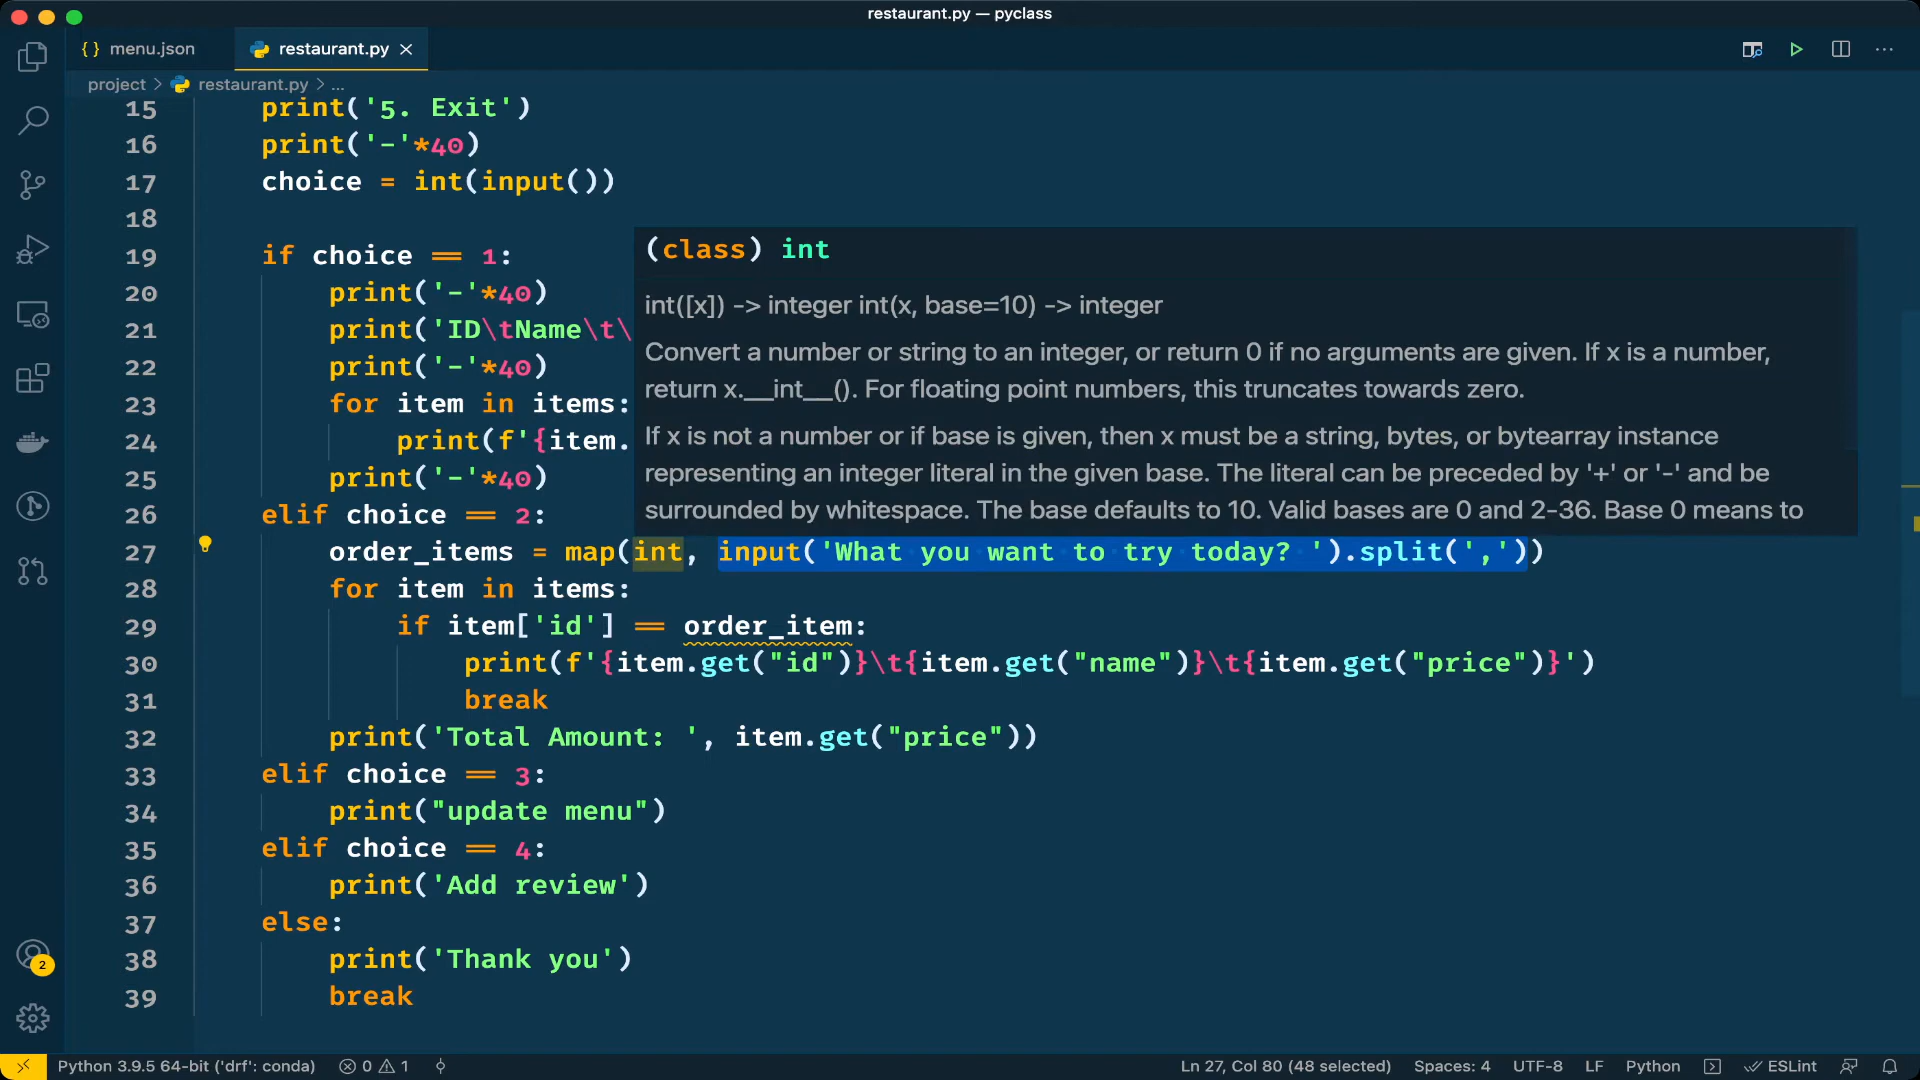 restaurant.py — pyclass
{} menu.json
restaurant.py ×
project > restaurant.py > ...
15 print('5. Exit')
16 print('-'*40)
17 choice = int(input())
18
19 if choice == 1:
20 print('-'*40)
21 print('ID\tName\t\
22 print('-'*40)
23 for item in items:
24 print(f'{item.
25 print('-'*40)
(class) int
int([x]) -> integer int(x, base=10) -> integer
Convert a number or string to an integer, or return 0 if no arguments are given. If x is a number,
return x.__int__(). For floating point numbers, this truncates towards zero.
If x is not a number or if base is given, then x must be a string, bytes, or bytearray instance
representing an integer literal in the given base. The literal can be preceded by '+' or '-' and be
surrounded by whitespace. The base defaults to 10. Valid bases are 0 and 2-36. Base 0 means to
26 elif choice == 2:
27 order_items = map(int, input('What you want to try today? ').split(','))
28 for item in items:
29 if item['id'] == order_item:
30 print(f'{item.get("id")}\t{item.get("name")}\t{item.get("price")}')
31 break
32 print('Total Amount: ', item.get("price"))
33 elif choice == 3:
34 print("update menu")
35 elif choice == 4:
36 print('Add review')
37 else:
38 print('Thank you')
39 break
2
Python 3.9.5 64-bit ('drf': conda) 0 1 Ln 27, Col 80 (48 selected) Spaces: 4 UTF-8 LF Python ESLint